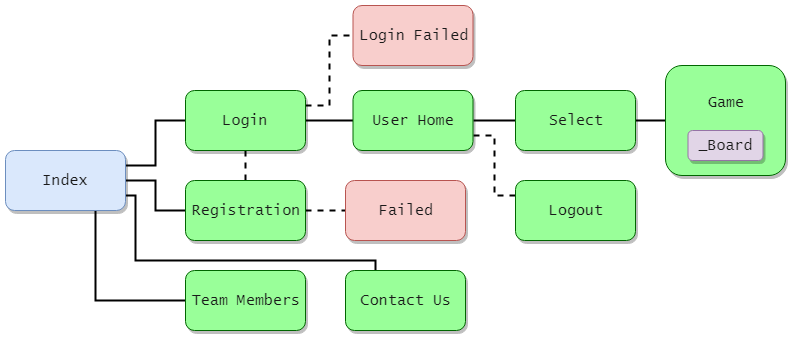 Login Failed
Login
User Home
Select
Game
_Board
Index
Registration
Failed
Logout
Team Members
Contact Us